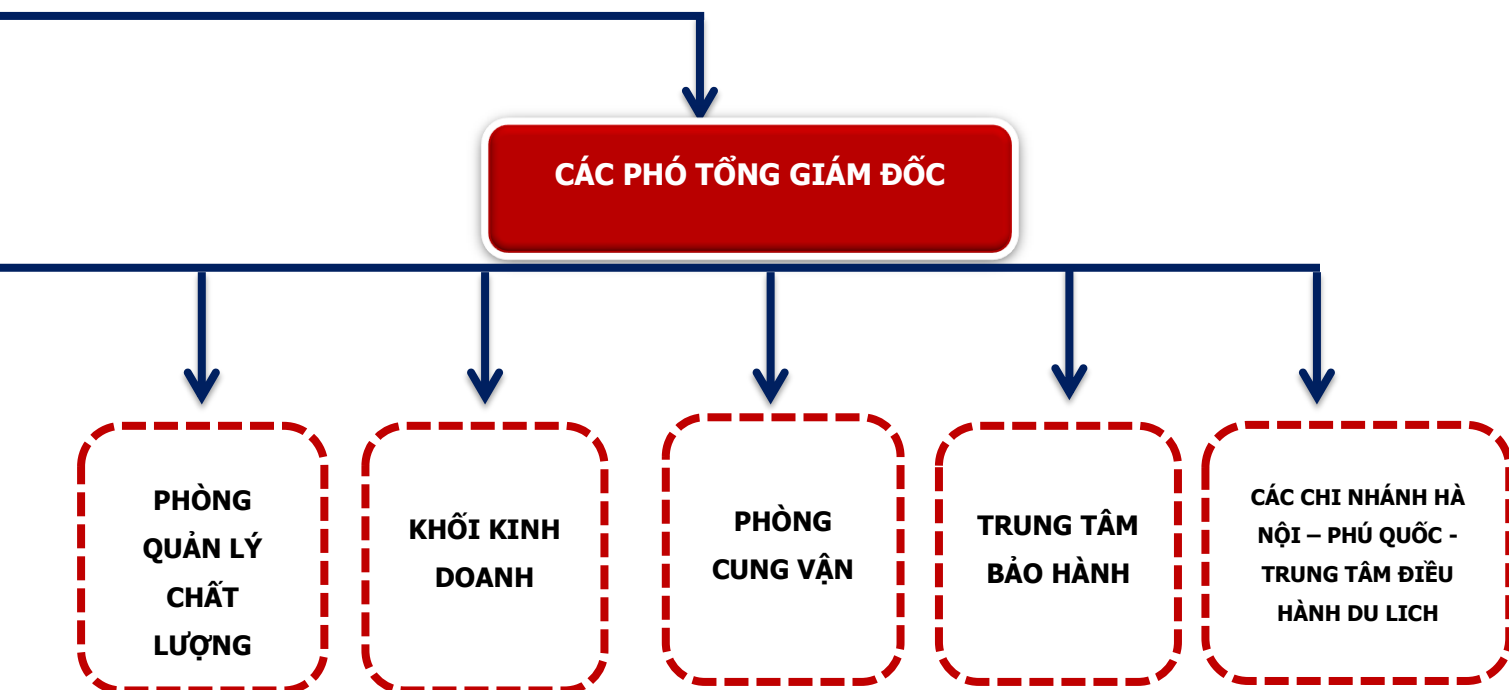 CÁC PHÓ TỔNG GIÁM ĐỐC
PHÒNG
QUẢN LÝ
CHẤT
LƯỢNG
KHỐI KINH
DOANH
PHÒNG
CUNG VẬN
TRUNG TÂM
BẢO HÀNH
CÁC CHI NHÁNH HÀ
NỘI – PHÚ QUỐC -
TRUNG TÂM ĐIỀU
HÀNH DU LICH